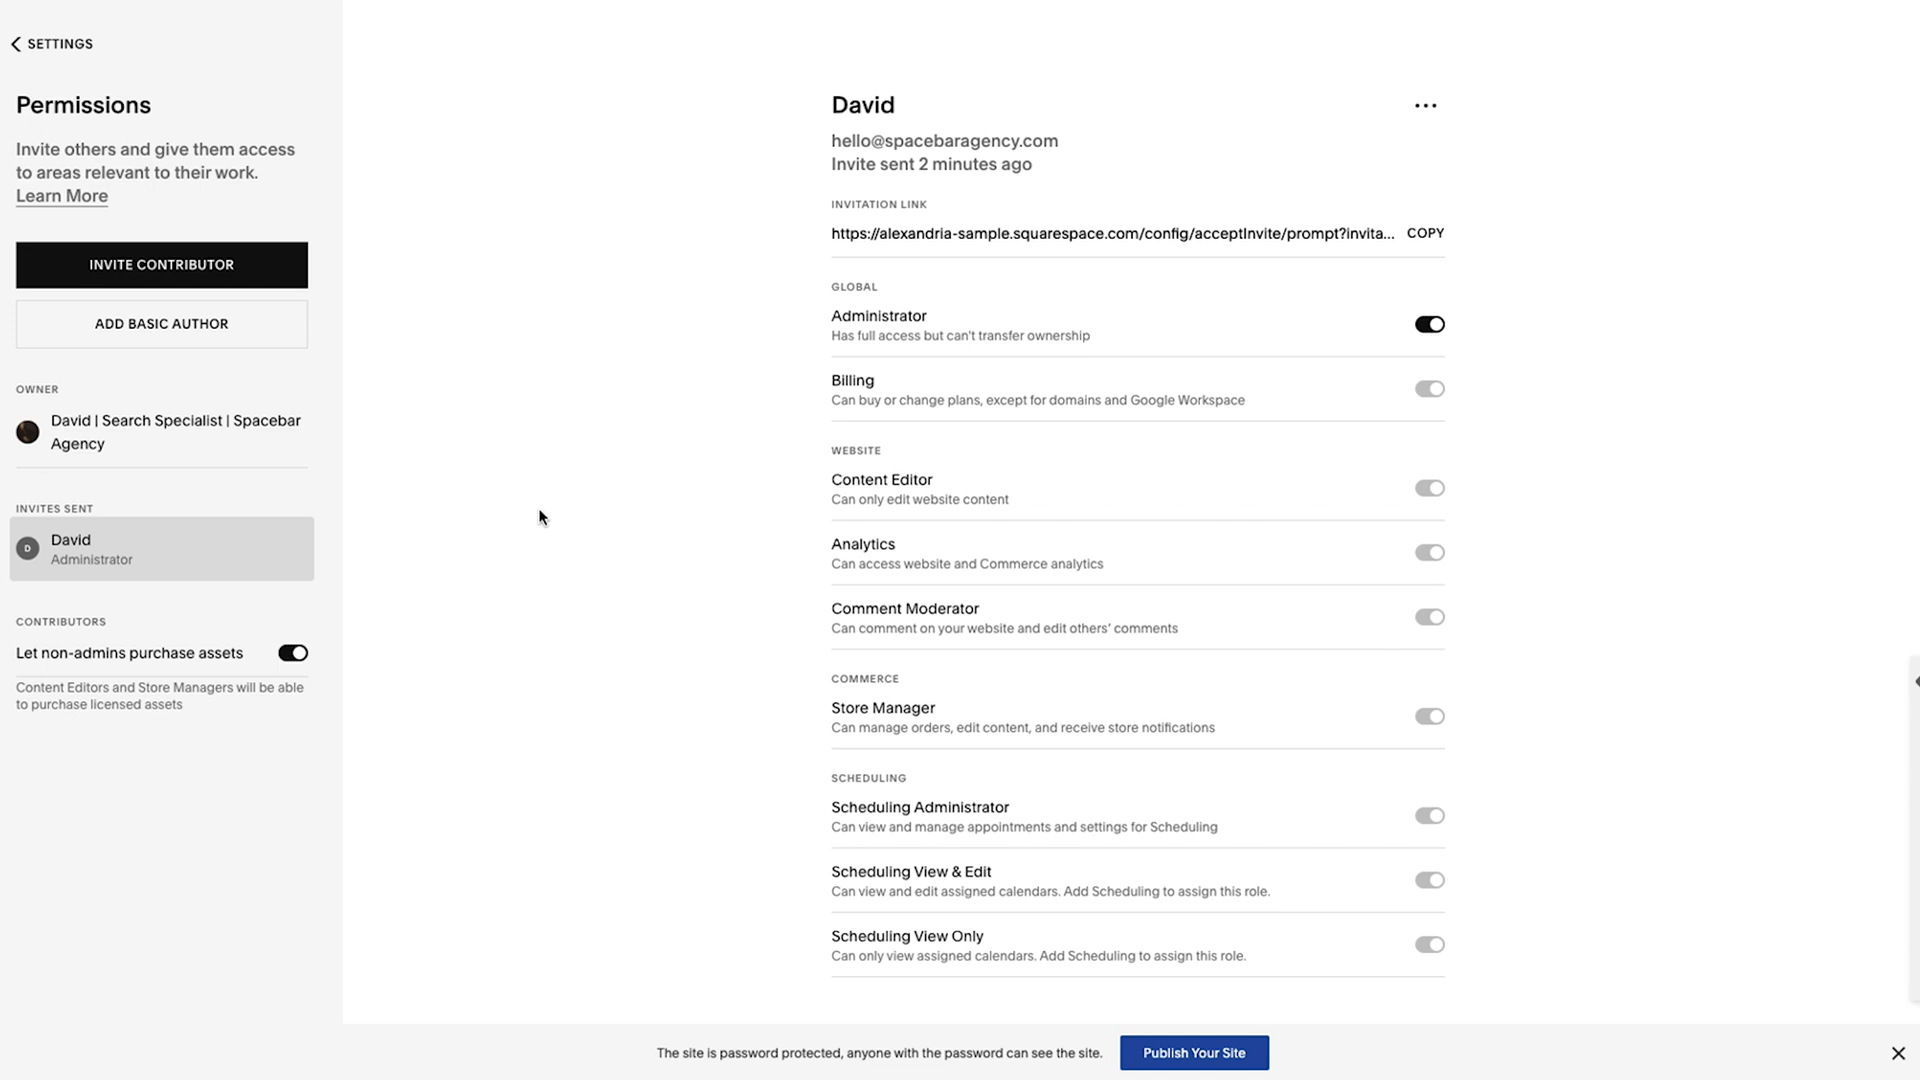 SETTINGS
Permissions
Invite others and give them access
to areas relevant to their work.
Learn More
INVITE CONTRIBUTOR
ADD BASIC AUTHOR
OWNER
David | Search Specialist | Spacebar
Agency
INVITES SENT
D
David
Administrator
CONTRIBUTORS
Let non-admins purchase assets
Content Editors and Store Managers will be able
to purchase licensed assets
David
hello@spacebaragency.com
Invite sent 2 minutes ago
INVITATION LINK
https://alexandria-sample.squarespace.com/config/acceptInvite/prompt?invita... COPY
GLOBAL
Administrator
Has full access but can't transfer ownership
Billing
Can buy or change plans, except for domains and Google Workspace
WEBSITE
Content Editor
Can only edit website content
Analytics
Can access website and Commerce analytics
Comment Moderator
Can comment on your website and edit others' comments
COMMERCE
Store Manager
Can manage orders, edit content, and receive store notifications
SCHEDULING
Scheduling Administrator
Can view and manage appointments and settings for Scheduling
Scheduling View & Edit
Can view and edit assigned calendars. Add Scheduling to assign this role.
Scheduling View Only
Can only view assigned calendars. Add Scheduling to assign this role.
The site is password protected, anyone with the password can see the site. Publish Your Site